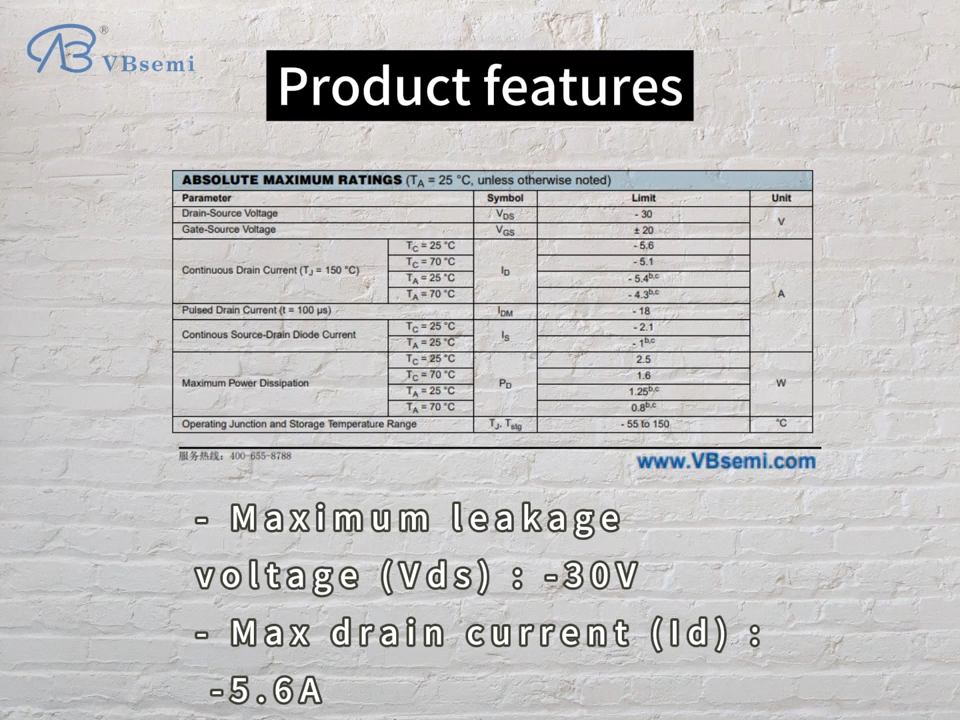 VBsemi
®
Product features
ABSOLUTE MAXIMUM RATINGS (TA = 25 °C, unless otherwise noted)
Parameter Symbol Limit Unit
Drain-Source Voltage VDS - 30 V
Gate-Source Voltage VGS ± 20
Continuous Drain Current (TJ = 150 °C) TC = 25 °C ID - 5.6 A
TC = 70 °C - 5.1
TA = 25 °C - 5.4b,c
TA = 70 °C - 4.3b,c
Pulsed Drain Current (t = 100 µs) IDM - 18
Continous Source-Drain Diode Current TC = 25 °C IS - 2.1
TA = 25 °C - 1b,c
Maximum Power Dissipation TC = 25 °C PD 2.5 W
TC = 70 °C 1.6
TA = 25 °C 1.25b,c
TA = 70 °C 0.8b,c
Operating Junction and Storage Temperature Range TJ, Tstg - 55 to 150 °C
服务热线：400-655-8788
www.VBsemi.com
- Maximum leakage
voltage (Vds) : -30V
- Max drain current (Id) :
-5.6A